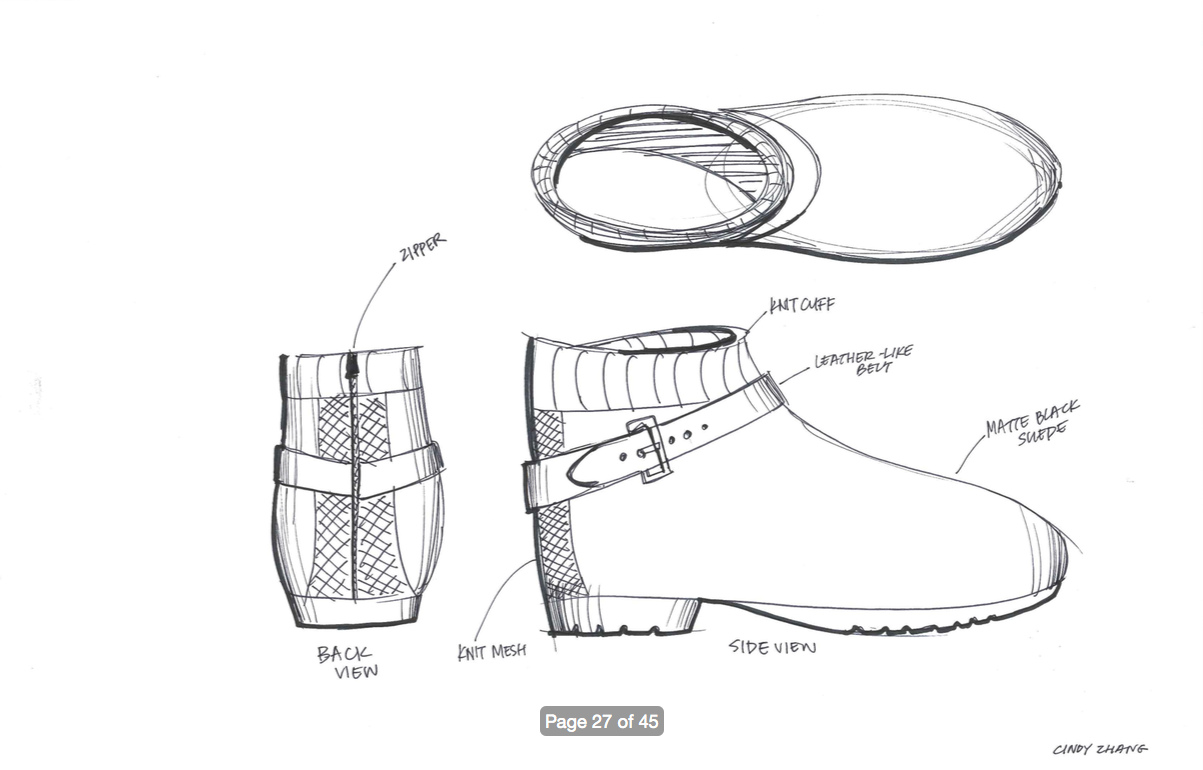 ZIPPER
KNIT CUFF
LEATHER-LIKE
BELT
MATTE BLACK
SUEDE
BACK
VIEW
KNIT MESH
SIDE VIEW
Page 27 of 45
CINDY ZHANG